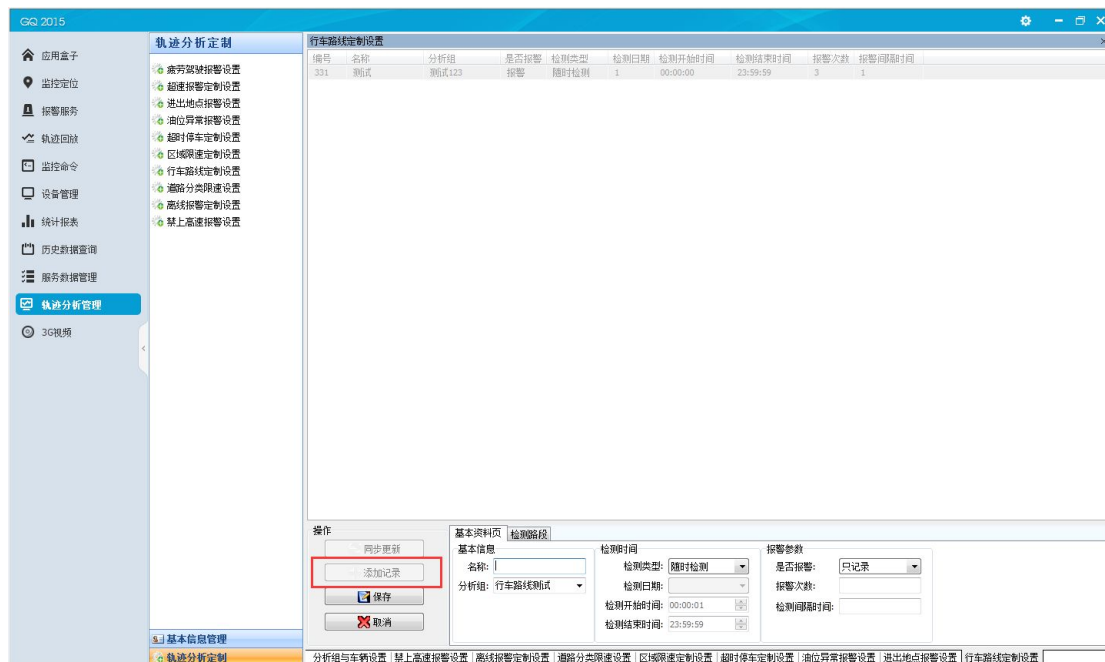 GQ 2015
应用盒子
监控定位
报警服务
轨迹回放
监控命令
设备管理
统计报表
历史数据查询
服务数据管理
轨迹分析管理
3G视频
轨迹分析定制
疲劳驾驶报警设置
超速报警定制设置
进出地点报警设置
油位异常报警设置
超时停车定制设置
区域限速定制设置
行车路线定制设置
道路分类限速设置
离线报警定制设置
禁上高速报警设置
基本信息管理
轨迹分析定制
行车路线定制设置
编号 名称 分析组 是否报警 检测类型 检测日期 检测开始时间 检测结束时间 报警次数 报警间隔时间
331 测试 测试123 报警 随时检测 1 00:00:00 23:59:59 3 1
操作
同步更新
添加记录
保存
取消
基本资料页 检测路段
基本信息
名称:
分析组: 行车路线测试
检测时间
检测类型: 随时检测
检测日期:
检测开始时间: 00:00:01
检测结束时间: 23:59:59
报警参数
是否报警: 只记录
报警次数:
检测间隔时间:
分析组与车辆设置 禁上高速报警设置 离线报警定制设置 道路分类限速设置 区域限速定制设置 超时停车定制设置 油位异常报警设置 进出地点报警设置 行车路线定制设置